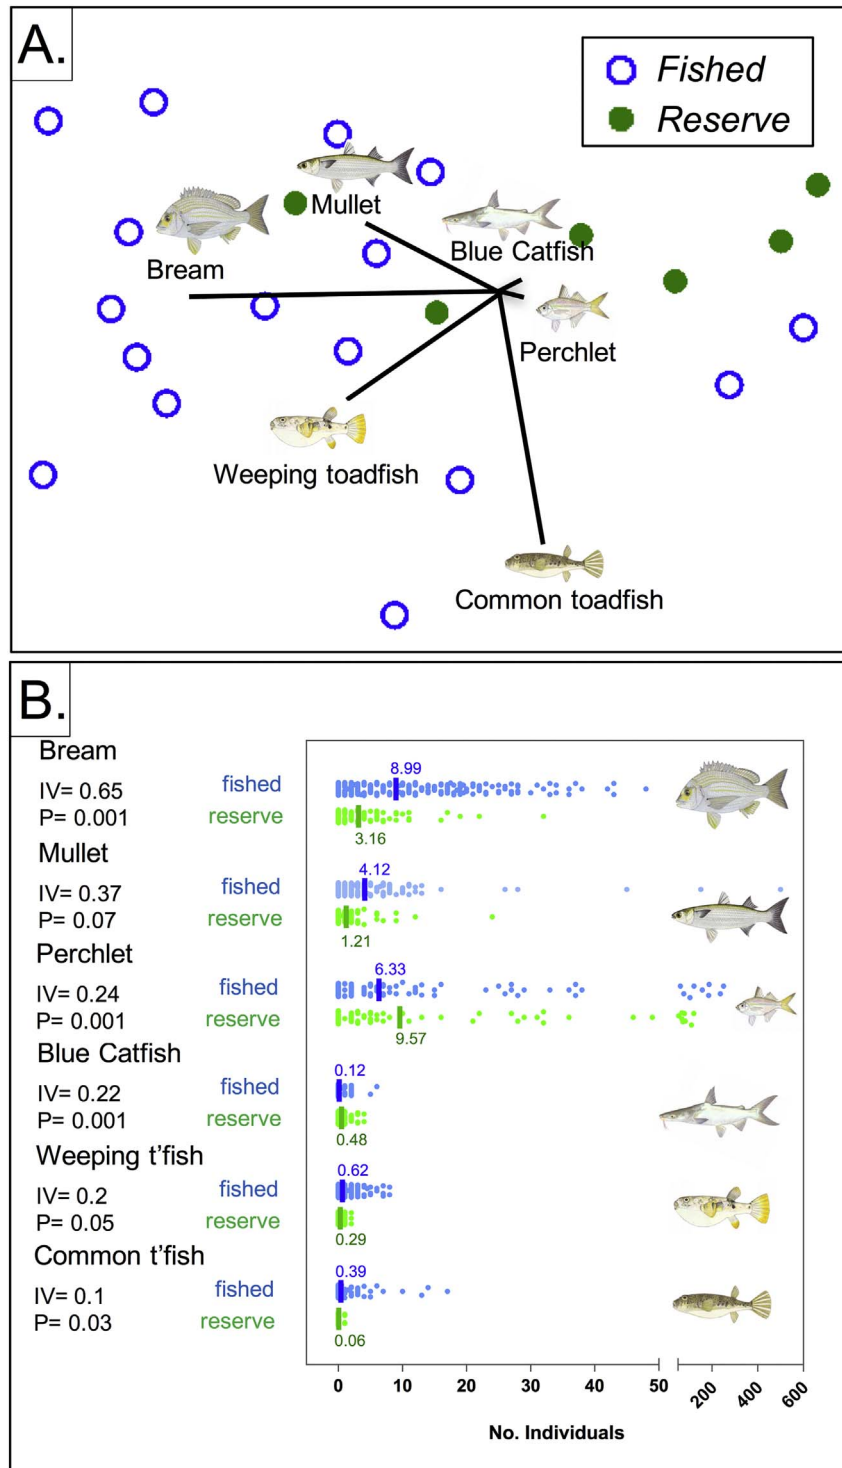 A.
Fished
Reserve
Mullet
Blue Catfish
Bream
Perchlet
Weeping toadfish
Common toadfish
B.
Bream
8.99
IV= 0.65 fished
P= 0.001 reserve
3.16
Mullet
4.12
IV= 0.37 fished
P= 0.07 reserve
1.21
Perchlet
6.33
IV= 0.24 fished
P= 0.001 reserve
9.57
Blue Catfish
0.12
IV= 0.22 fished
P= 0.001 reserve
0.48
Weeping t'fish
0.62
IV= 0.2 fished
P= 0.05 reserve
0.29
Common t'fish
0.39
IV= 0.1 fished
P= 0.03 reserve
0.06
0 10 20 30 40 50 200 400 600
No. Individuals